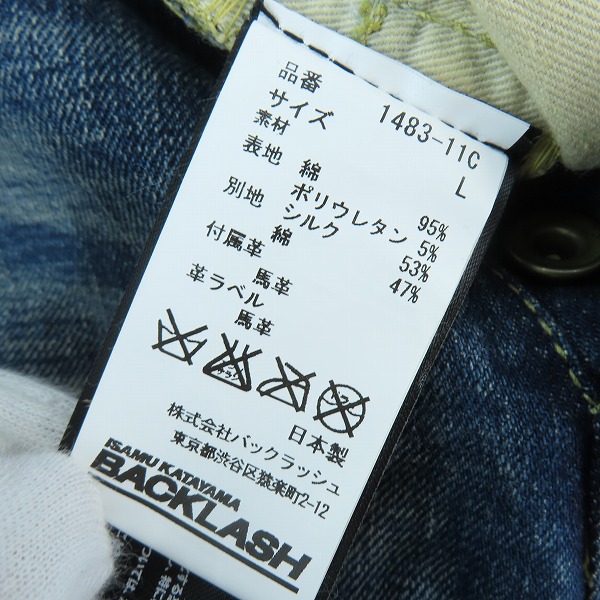 品番 1483-11C
サイズ L
素材
表地 綿 95%
ポリウレタン 5%
別地 シルク 53%
綿 47%
付属革
馬革
革ラベル
馬革
日本製
株式会社バックラッシュ
東京都渋谷区猿楽町2-12
ISAMU KATAYAMA
BACKLASH